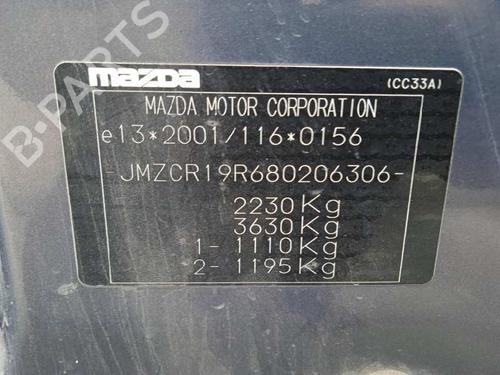 mazda
(CC33A)
MAZDA MOTOR CORPORATION
e13*2001/116*0156
-JMZCR19R680206306-
2230Kg
3630Kg
1- 1110Kg
2- 1195Kg
B-PARTS